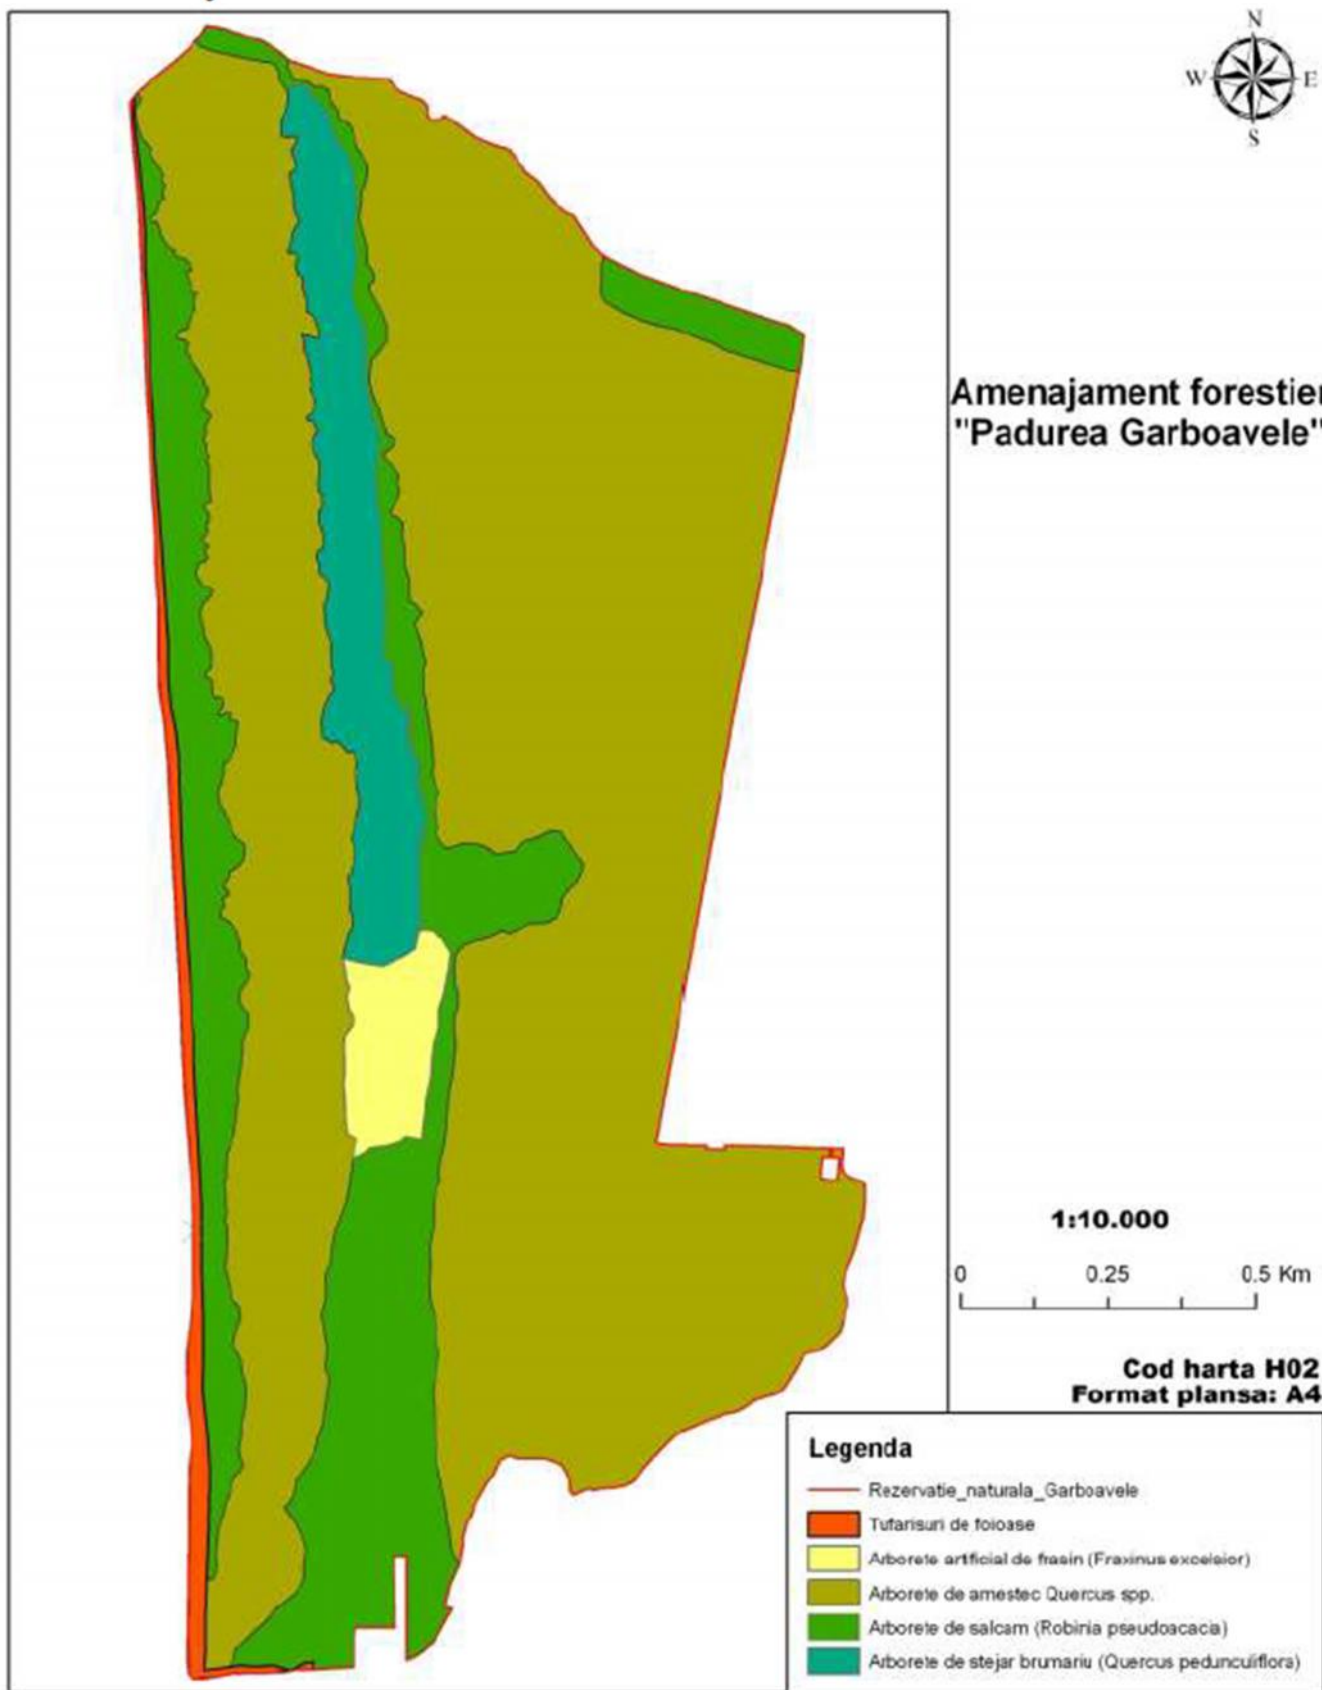 N
W E
S
Amenajament forestier
"Padurea Garboavele"
1:10.000
0 0.25 0.5 Km
Cod harta H02
Format plansa: A4
Legenda
Rezervatie_naturala_Garboavele
Tufarisuri de foioase
Arborete artificial de frasin (Fraxinus excelsior)
Arborete de amestec Quercus spp.
Arborete de salcam (Robinia pseudoacacia)
Arborete de stejar brumariu (Quercus pedunculiflora)